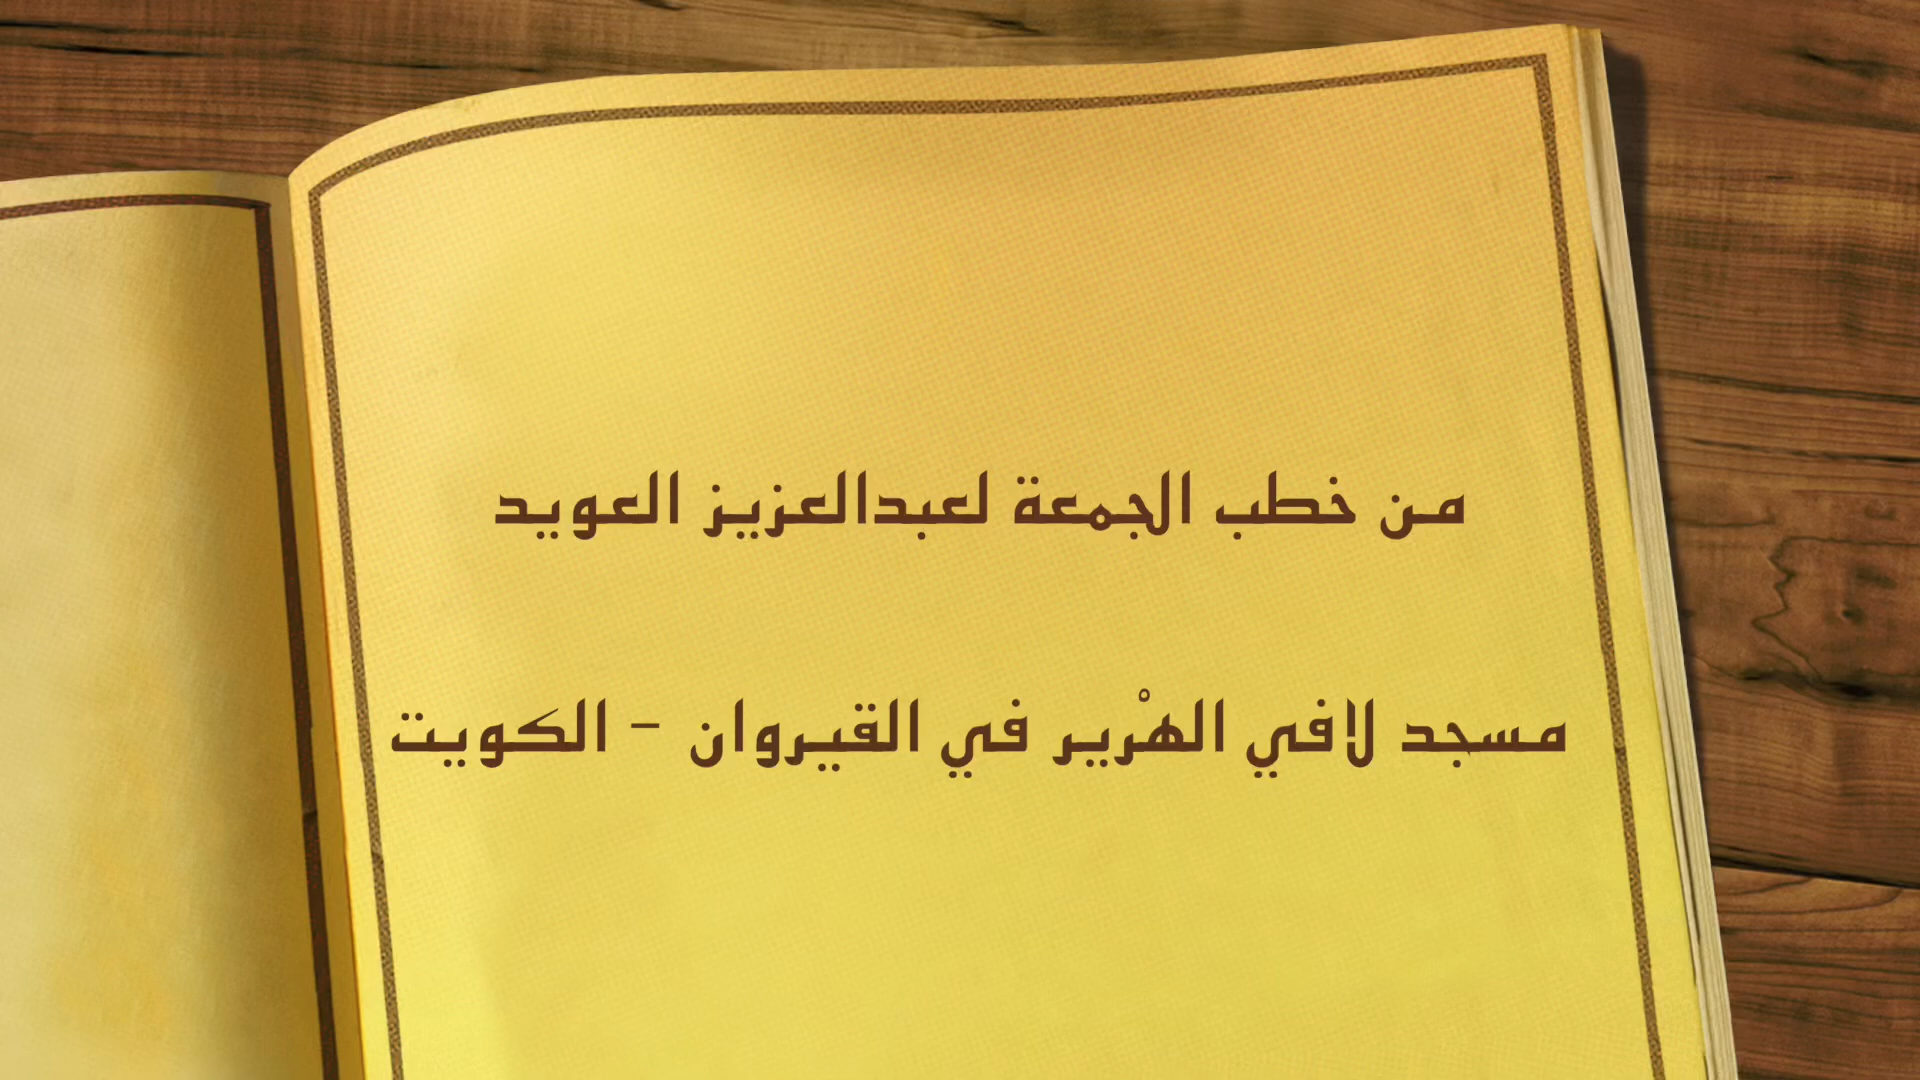 من خطب الجمعة لعبدالعزيز العويد
مسجد لافي الهْرير في القيروان - الكويت